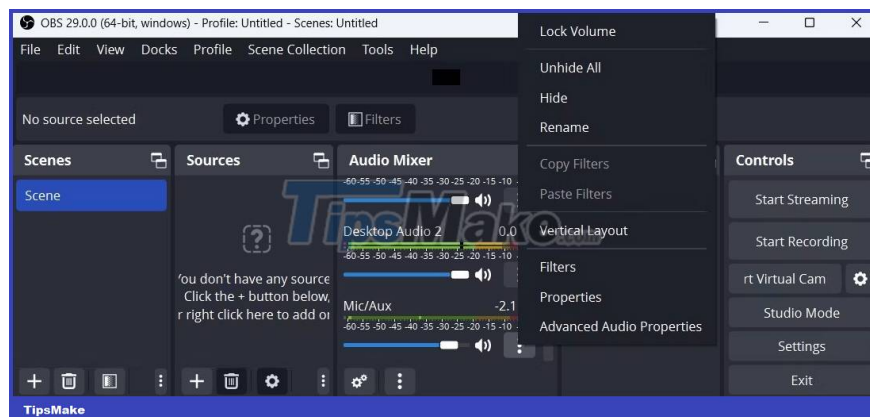 OBS 29.0.0 (64-bit, windows) - Profile: Untitled - Scenes: Untitled
File Edit View Docks Profile Scene Collection Tools Help
No source selected
Properties
Filters
Scenes
Scene
Sources
You don't have any source
Click the + button below,
r right click here to add or
Audio Mixer
-60 -55 -50 -45 -40 -35 -30 -25 -20 -15 -10
Desktop Audio 2 0.0
-60 -55 -50 -45 -40 -35 -30 -25 -20 -15 -10
Mic/Aux -2.1
-60 -55 -50 -45 -40 -35 -30 -25 -20 -15 -10
Lock Volume
Unhide All
Hide
Rename
Copy Filters
Paste Filters
Vertical Layout
Filters
Properties
Advanced Audio Properties
Controls
Start Streaming
Start Recording
rt Virtual Cam
Studio Mode
Settings
Exit
TipsMake.com
TipsMake